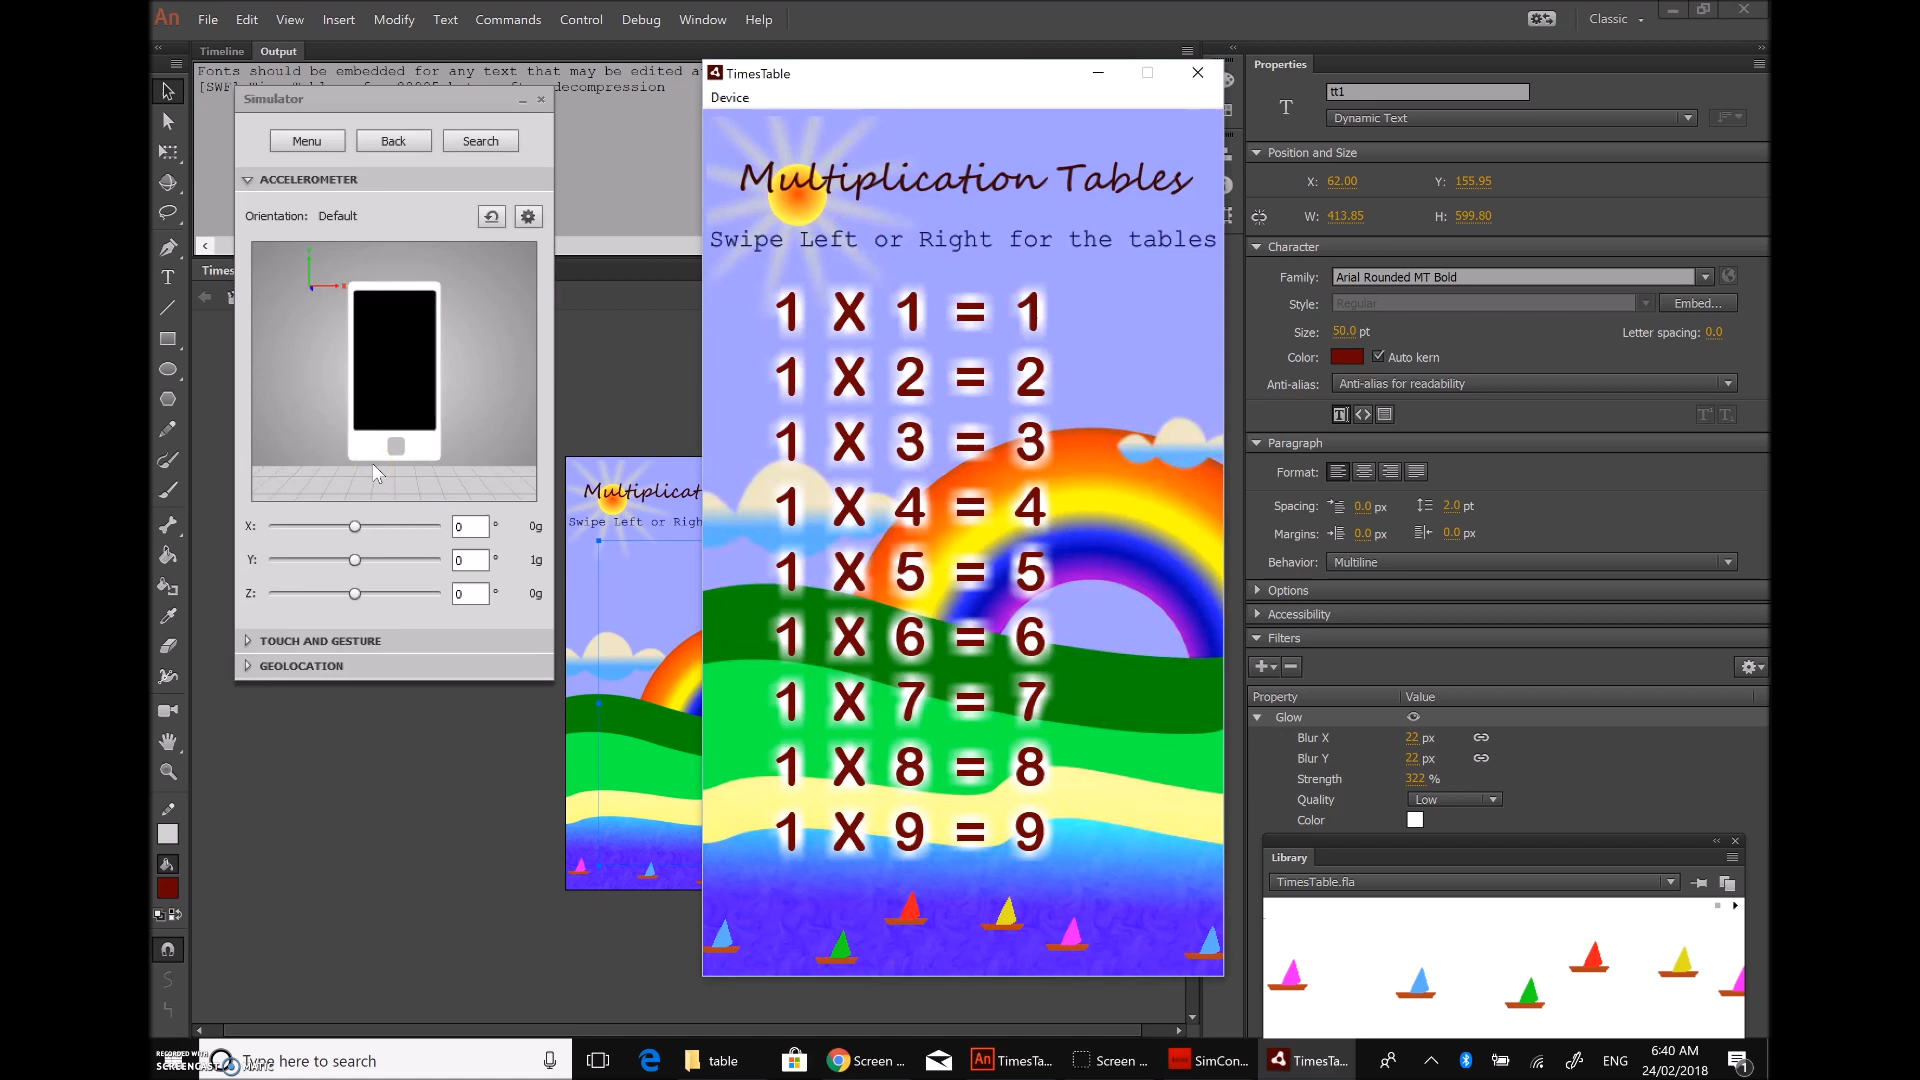 An File Edit View Insert Modify Text Commands Control Debug Window Help Classic
Timeline Output
Fonts should be embedded for any text that may be edited a
decompression
Simulator
Menu Back Search
ACCELEROMETER
Orientation: Default
X: 0 ° 0g
Y: 0 ° 1g
Z: 0 ° 0g
TOUCH AND GESTURE
GEOLOCATION
Times
Multiplicat
Swipe Left or Righ
TimesTable
Device
Multiplication Tables
Swipe Left or Right for the tables
1 X 1 = 1
1 X 2 = 2
1 X 3 = 3
1 X 4 = 4
1 X 5 = 5
1 X 6 = 6
1 X 7 = 7
1 X 8 = 8
1 X 9 = 9
Properties
tt1
Dynamic Text
Position and Size
X: 62.00 Y: 155.95
W: 413.85 H: 599.80
Character
Family: Arial Rounded MT Bold
Style: Regular Embed...
Size: 50.0 pt Letter spacing: 0.0
Color: Auto kern
Anti-alias: Anti-alias for readability
Paragraph
Format:
Spacing: 0.0 px 2.0 pt
Margins: 0.0 px 0.0 px
Behavior: Multiline
Options
Accessibility
Filters
Property Value
Glow
Blur X 22 px
Blur Y 22 px
Strength 322 %
Quality Low
Color
Library
TimesTable.fla
RECORDED WITH
SCREENCAST MATIC
Type here to search
table
Screen ...
TimesTa...
Screen ...
SimCon...
TimesTa...
ENG
6:40 AM
24/02/2018
1